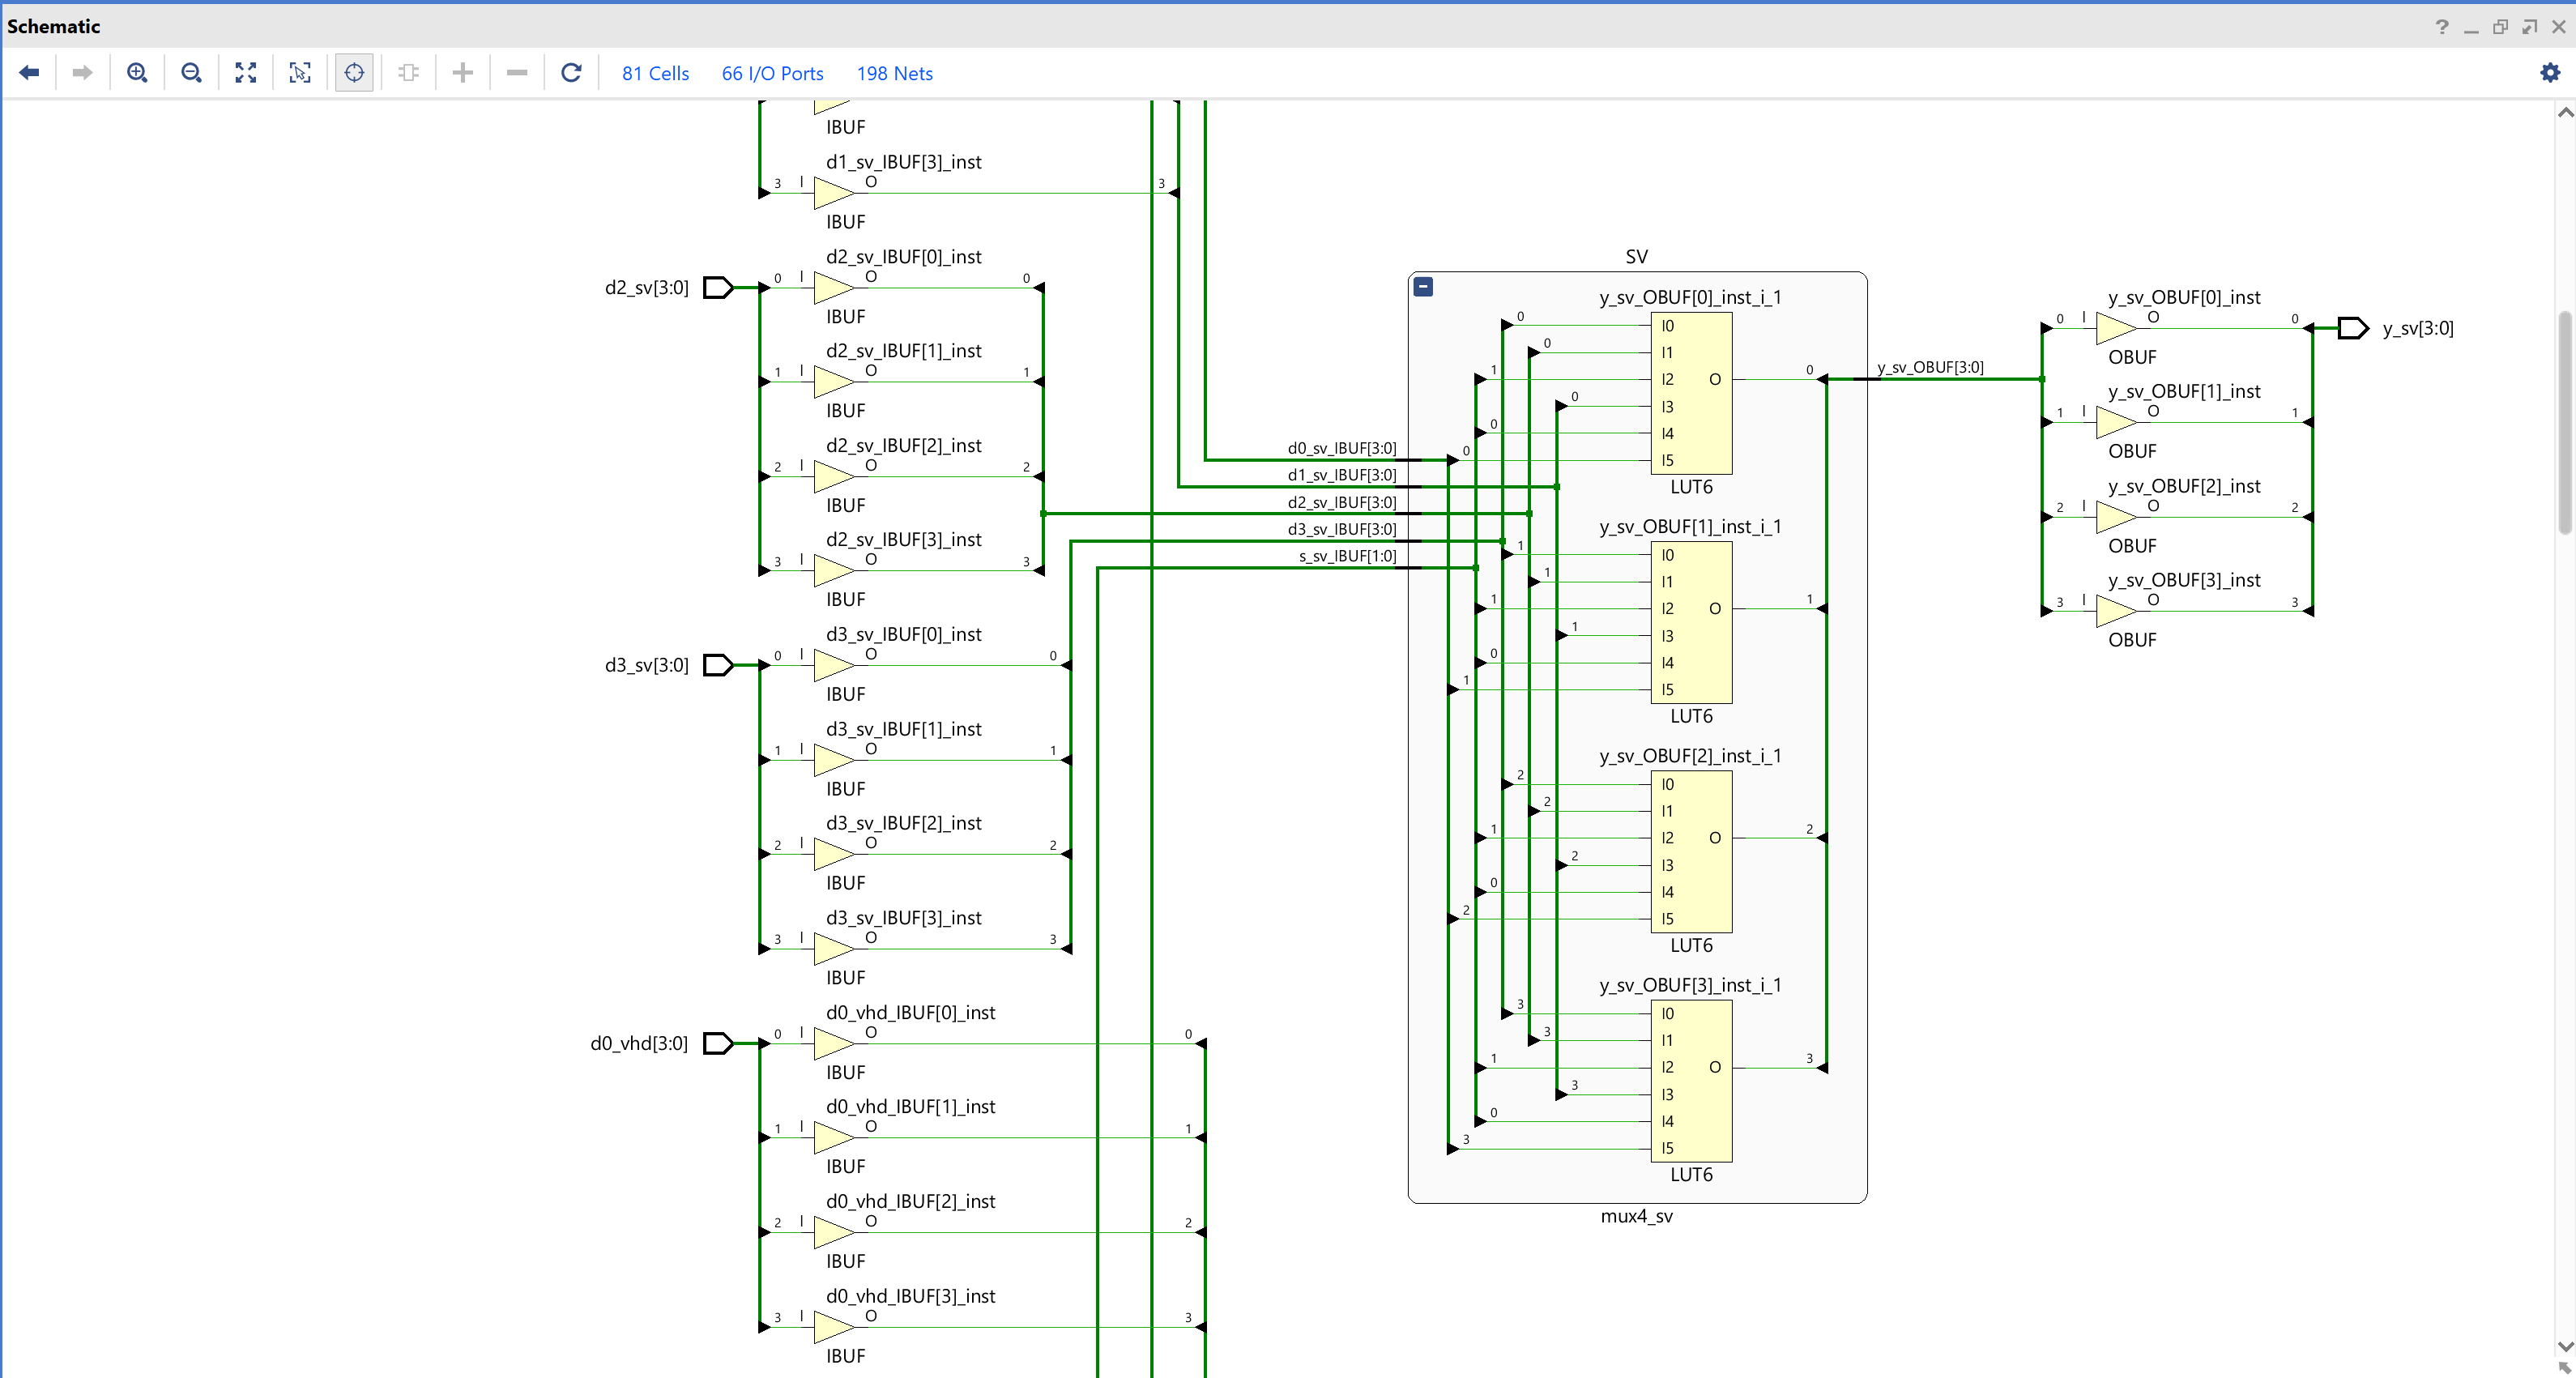 Schematic
81 Cells 66 I/O Ports 198 Nets
IBUF
d1_sv_IBUF[3]_inst
3 I O 3
IBUF
d2_sv_IBUF[0]_inst
d2_sv[3:0] 0 I O 0
IBUF
d2_sv_IBUF[1]_inst
1 I O 1
IBUF
d2_sv_IBUF[2]_inst
2 I O 2
IBUF
d2_sv_IBUF[3]_inst
3 I O 3
IBUF
d3_sv_IBUF[0]_inst
d3_sv[3:0] 0 I O 0
IBUF
d3_sv_IBUF[1]_inst
1 I O 1
IBUF
d3_sv_IBUF[2]_inst
2 I O 2
IBUF
d3_sv_IBUF[3]_inst
3 I O 3
IBUF
d0_vhd_IBUF[0]_inst
d0_vhd[3:0] 0 I O 0
IBUF
d0_vhd_IBUF[1]_inst
1 I O 1
IBUF
d0_vhd_IBUF[2]_inst
2 I O 2
IBUF
d0_vhd_IBUF[3]_inst
3 I O 3
IBUF
d0_sv_IBUF[3:0]
d1_sv_IBUF[3:0]
d2_sv_IBUF[3:0]
d3_sv_IBUF[3:0]
s_sv_IBUF[1:0]
SV
y_sv_OBUF[0]_inst_i_1
0 I0
0 I1
1 I2 O 0
0 I3
0 I4
0 I5
LUT6
y_sv_OBUF[1]_inst_i_1
1 I0
1 I1
1 I2 O 1
1 I3
0 I4
1 I5
LUT6
y_sv_OBUF[2]_inst_i_1
2 I0
2 I1
1 I2 O 2
2 I3
0 I4
2 I5
LUT6
y_sv_OBUF[3]_inst_i_1
3 I0
3 I1
1 I2 O 3
3 I3
0 I4
3 I5
LUT6
mux4_sv
y_sv_OBUF[3:0]
y_sv_OBUF[0]_inst
0 I O 0 y_sv[3:0]
OBUF
y_sv_OBUF[1]_inst
1 I O 1
OBUF
y_sv_OBUF[2]_inst
2 I O 2
OBUF
y_sv_OBUF[3]_inst
3 I O 3
OBUF